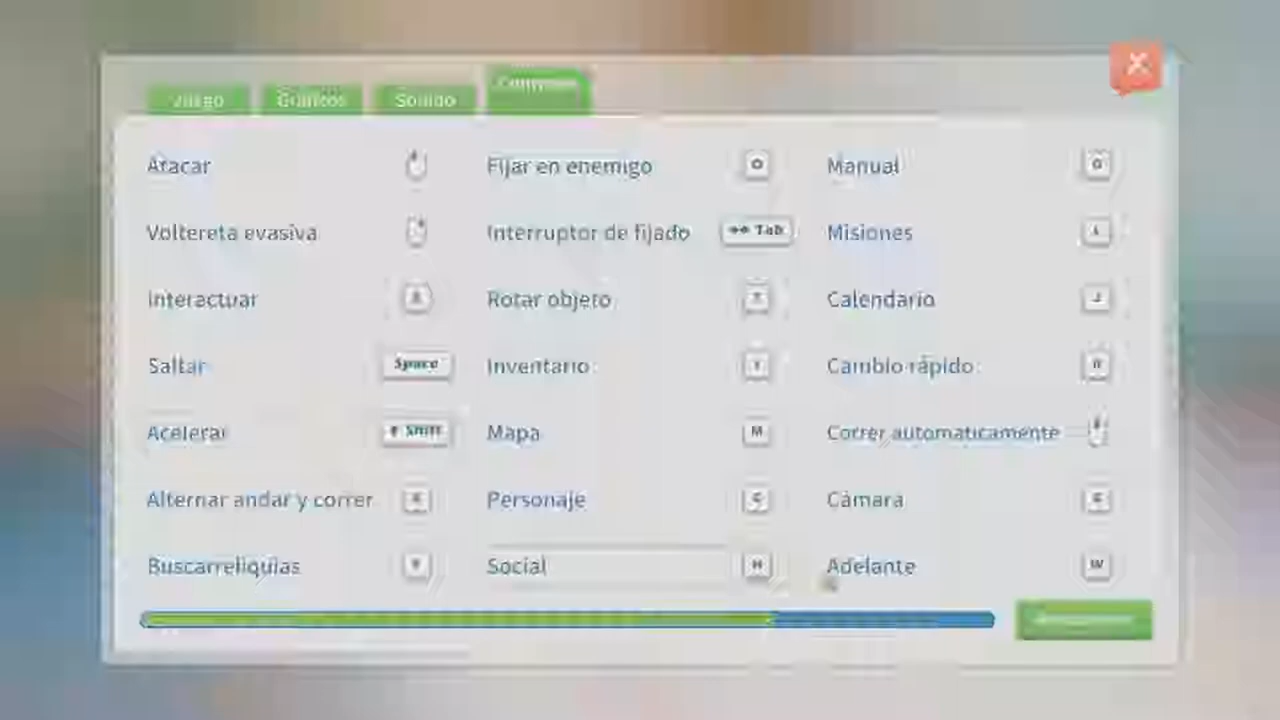 Juego Gráficos Sonido
Atacar Fijar en enemigo Manual
Voltereta evasiva Interruptor de fijado Tab Misiones
Interactuar Rotar objeto Calendario
Saltar Space Inventario Cambio rápido
Acelerar Shift Mapa M Correr automáticamente
Alternar andar y correr Personaje C Cámara
Buscarreliquias Social H Adelante W